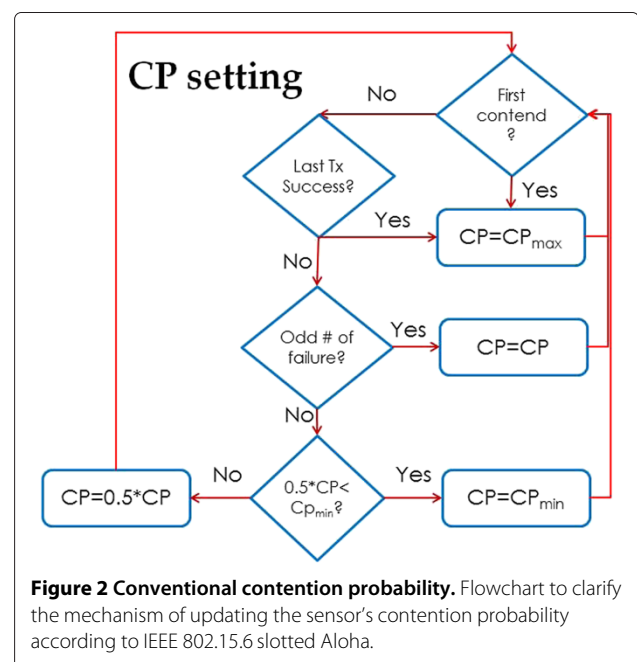 CP setting
First
contend
?
No
Yes
Last Tx
Success?
Yes
CP=CPmax
No
Odd # of
failure?
Yes
CP=CP
No
0.5*CP<
Cpmin?
No
CP=0.5*CP
Yes
CP=CPmin
Figure 2 Conventional contention probability. Flowchart to clarify
the mechanism of updating the sensor's contention probability
according to IEEE 802.15.6 slotted Aloha.